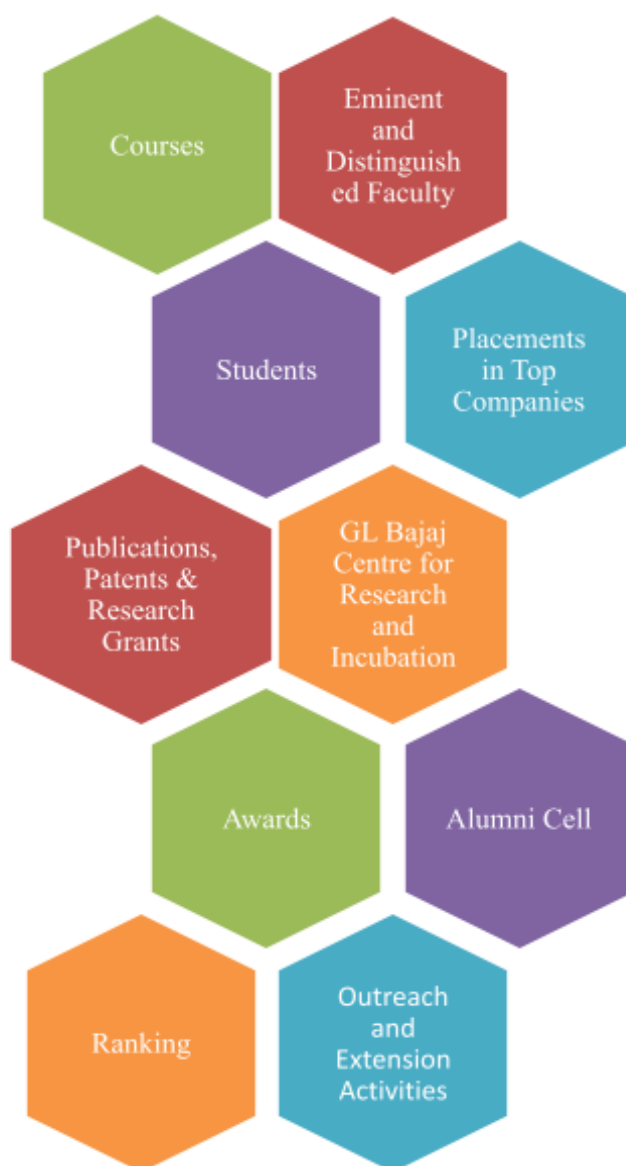 Courses
Eminent
and
Distinguish
ed Faculty
Students
Placements
in Top
Companies
Publications,
Patents &
Research
Grants
GL Bajaj
Centre for
Research
and
Incubation
Awards
Alumni Cell
Ranking
Outreach
and
Extension
Activities